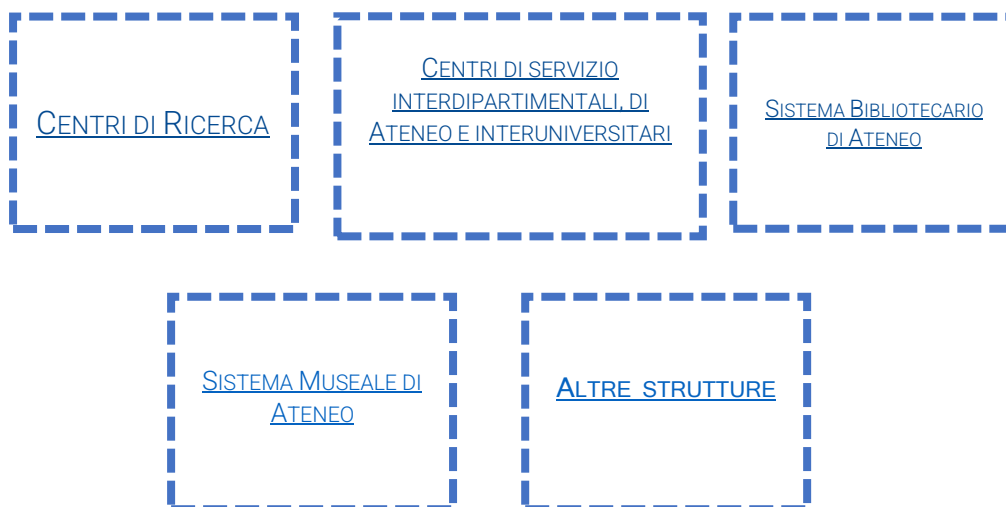 CENTRI DI RICERCA
CENTRI DI SERVIZIO
INTERDIPARTIMENTALI, DI
ATENEO E INTERUNIVERSITARI
SISTEMA BIBLIOTECARIO
DI ATENEO
SISTEMA MUSEALE DI
ATENEO
ALTRE STRUTTURE